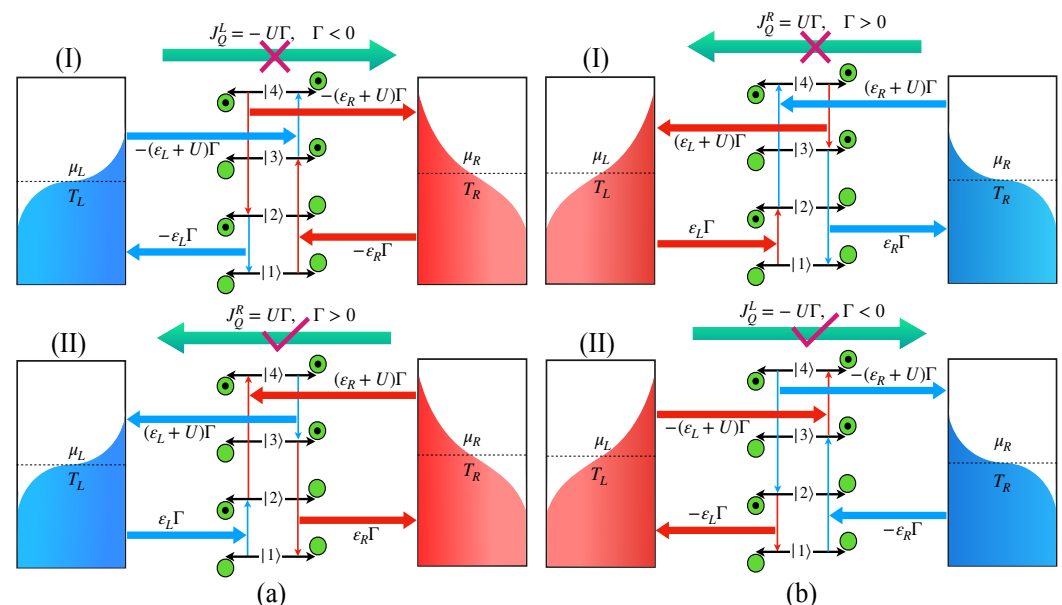 J_Q^L = − UΓ, Γ < 0
(I)
|4⟩
−(ε_R + U)Γ
−(ε_L + U)Γ
|3⟩
μ_L
μ_R
T_L
T_R
|2⟩
−ε_LΓ
−ε_RΓ
|1⟩
J_Q^R = UΓ, Γ > 0
(I)
|4⟩
(ε_R + U)Γ
(ε_L + U)Γ
|3⟩
μ_L
μ_R
T_L
T_R
|2⟩
ε_LΓ
ε_RΓ
|1⟩
J_Q^R = UΓ, Γ > 0
(II)
|4⟩
(ε_R + U)Γ
(ε_L + U)Γ
|3⟩
μ_L
μ_R
T_L
T_R
|2⟩
ε_LΓ
ε_RΓ
|1⟩
(a)
J_Q^L = − UΓ, Γ < 0
(II)
|4⟩
−(ε_R + U)Γ
−(ε_L + U)Γ
|3⟩
μ_L
μ_R
T_L
T_R
|2⟩
−ε_LΓ
−ε_RΓ
|1⟩
(b)